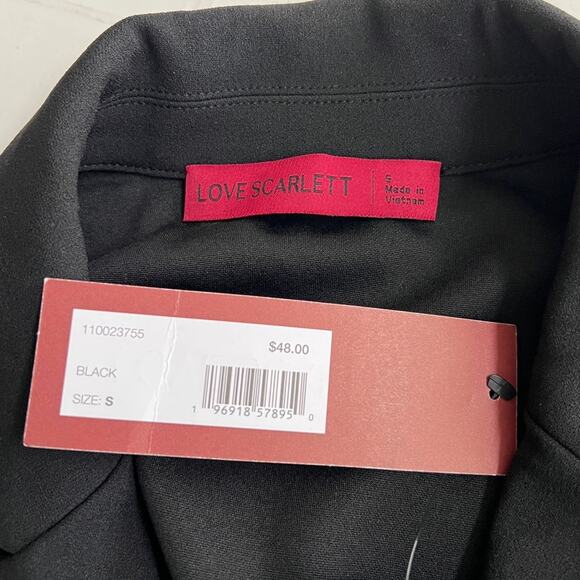 LOVE SCARLETT
S
Made in
Vietnam
110023755
$48.00
BLACK
SIZE: S
1 96918 57895 0